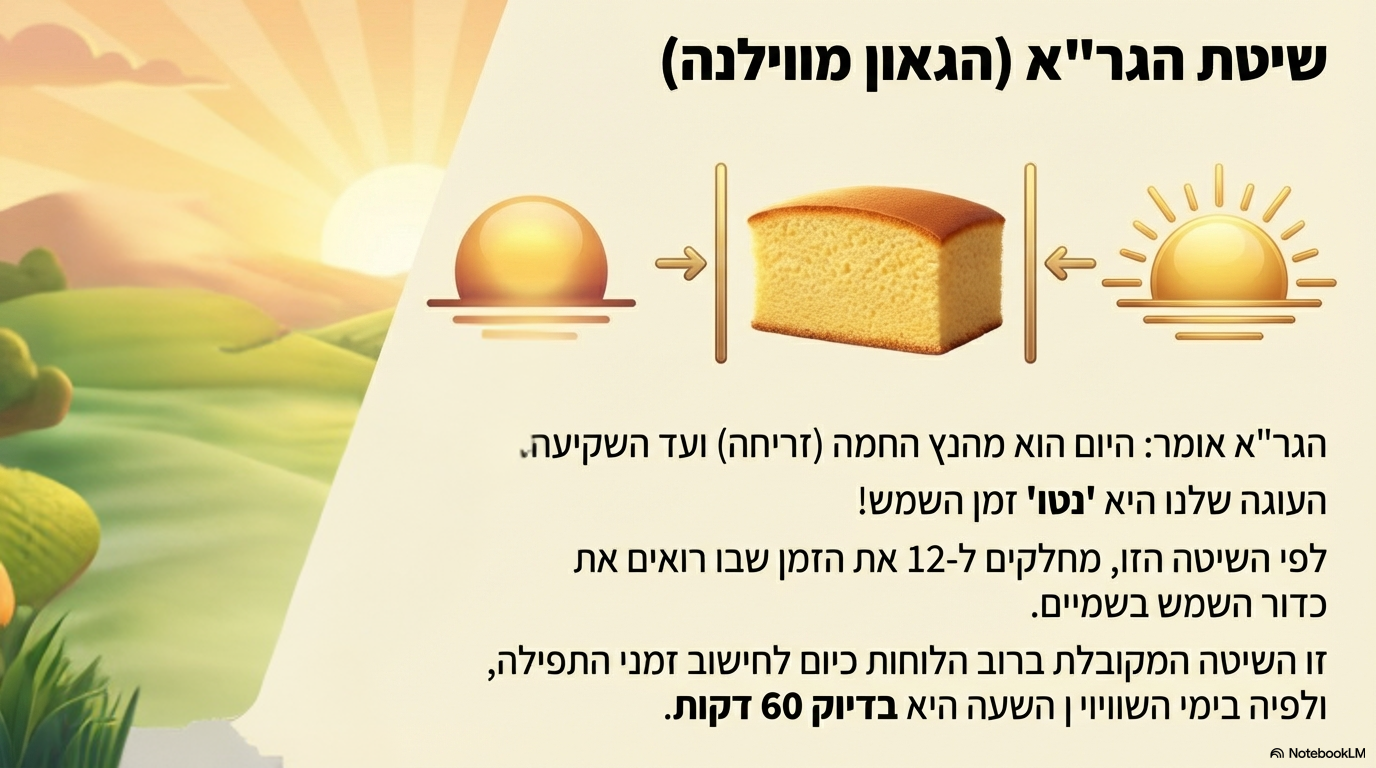 שיטת הגר"א (הגאון מווילנה)
הגר"א אומר: היום הוא מהנץ החמה (זריחה) ועד השקיעה.
העוגה שלנו היא 'נטו' זמן השמש!
לפי השיטה הזו, מחלקים ל-12 את הזמן שבו רואים את
כדור השמש בשמיים.
זו השיטה המקובלת ברוב הלוחות כיום לחישוב זמני התפילה,
ולפיה בימי השוויוי ן השעה היא בדיוק 60 דקות.
NotebookLM